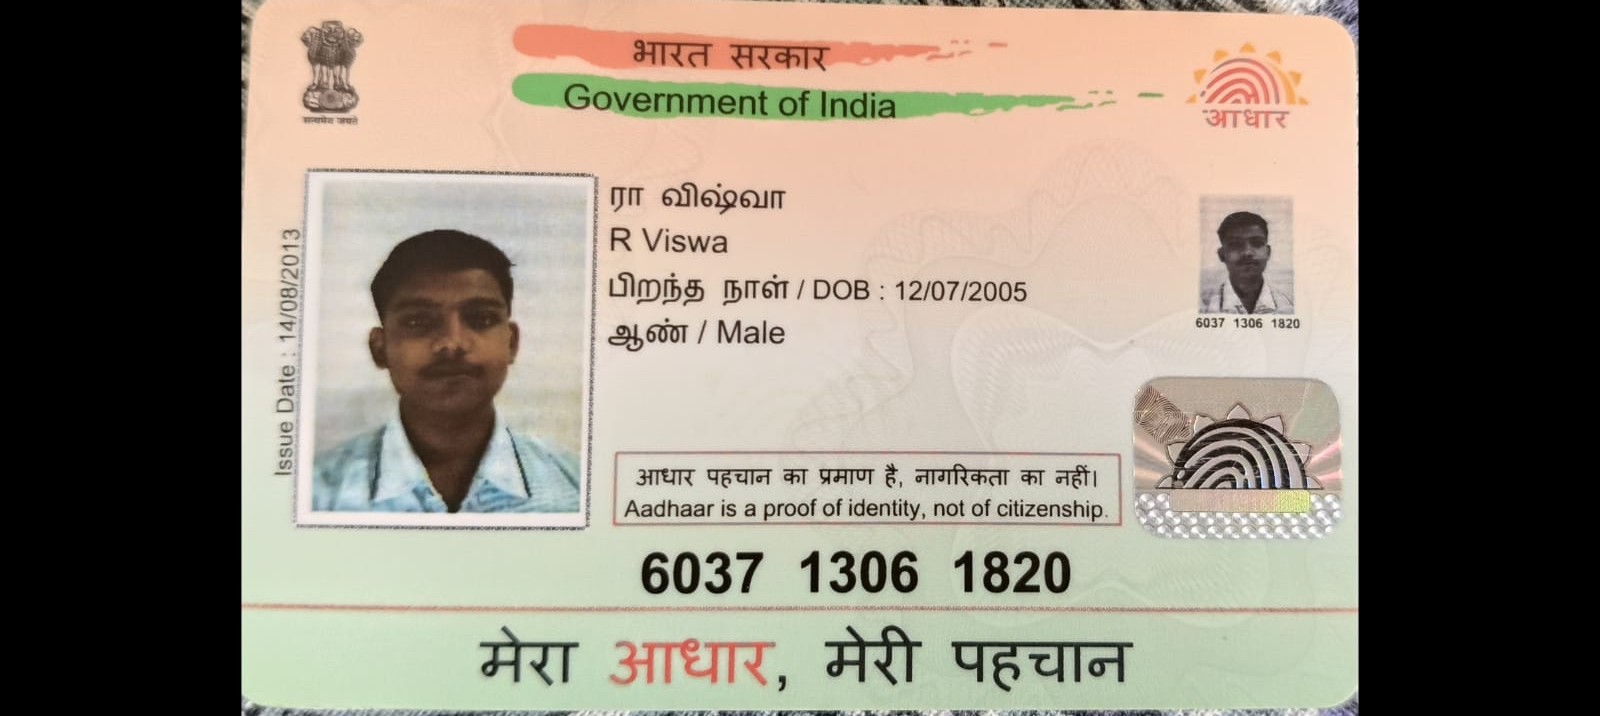 भारत सरकार
Government of India
सत्यमेव जयते
आधार
Issue Date : 14/08/2013
ரா விஷ்வா
R Viswa
பிறந்த நாள் / DOB : 12/07/2005
ஆண் / Male
6037 1306 1820
आधार पहचान का प्रमाण है, नागरिकता का नहीं।
Aadhaar is a proof of identity, not of citizenship.
6037 1306 1820
मेरा आधार, मेरी पहचान